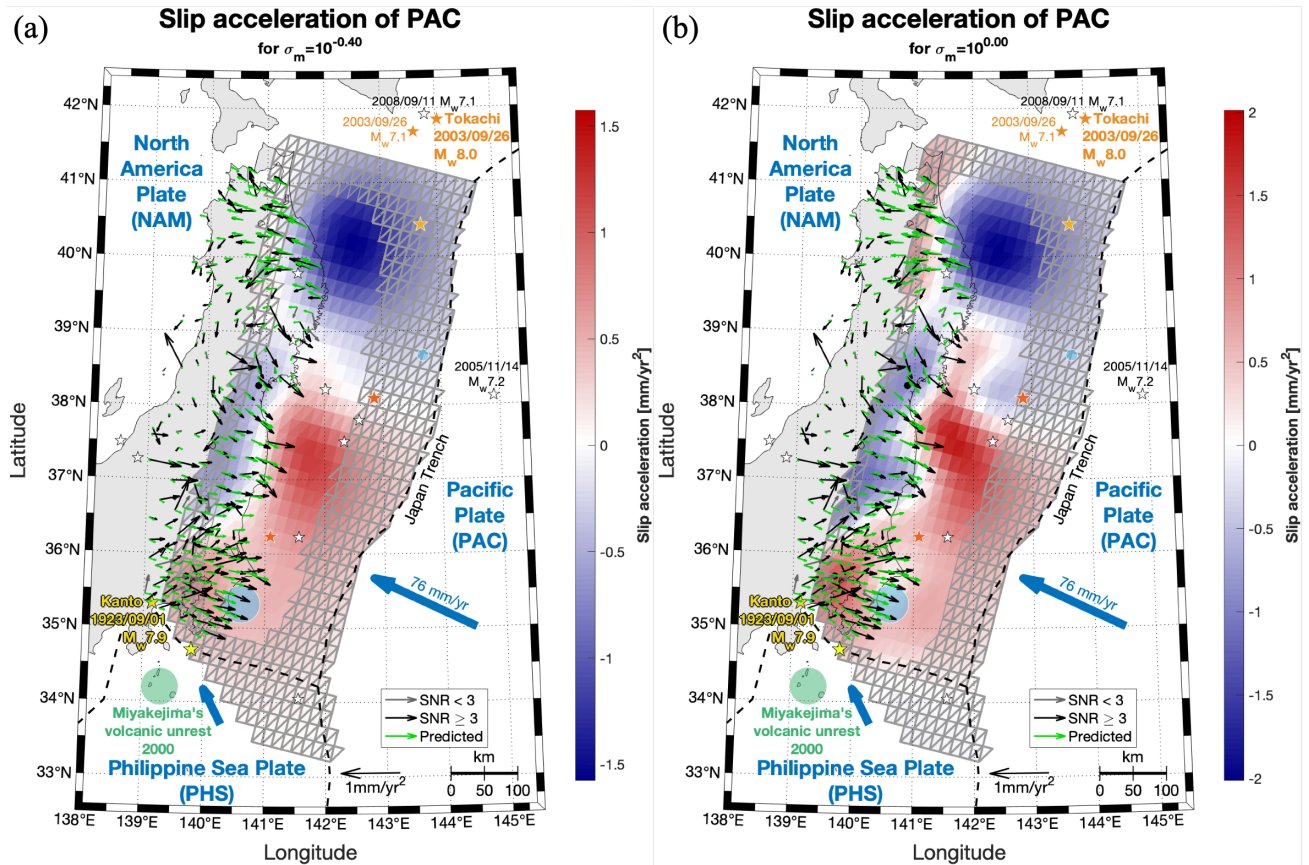 (a)
Slip acceleration of PAC
for σm=10-0.40
42°N
41°N
40°N
39°N
38°N
37°N
36°N
35°N
34°N
33°N
Latitude
138°E
139°E
140°E
141°E
142°E
143°E
144°E
145°E
Longitude
North
America
Plate
(NAM)
2008/09/11 Mw7.1
2003/09/26
Mw7.1
Tokachi
2003/09/26
Mw8.0
2005/11/14
Mw7.2
Japan Trench
Pacific
Plate
(PAC)
76 mm/yr
Kanto
1923/09/01
Mw7.9
Miyakejima's
volcanic unrest
2000
Philippine Sea Plate
(PHS)
SNR < 3
SNR ≥ 3
Predicted
1mm/yr2
km
0 50 100
1.5
1
0.5
0
-0.5
-1
-1.5
Slip acceleration [mm/yr2]
(b)
Slip acceleration of PAC
for σm=100.00
42°N
41°N
40°N
39°N
38°N
37°N
36°N
35°N
34°N
33°N
Latitude
138°E
139°E
140°E
141°E
142°E
143°E
144°E
145°E
Longitude
North
America
Plate
(NAM)
2008/09/11 Mw7.1
2003/09/26
Mw7.1
Tokachi
2003/09/26
Mw8.0
2005/11/14
Mw7.2
Japan Trench
Pacific
Plate
(PAC)
76 mm/yr
Kanto
1923/09/01
Mw7.9
Miyakejima's
volcanic unrest
2000
Philippine Sea Plate
(PHS)
SNR < 3
SNR ≥ 3
Predicted
1mm/yr2
km
0 50 100
2
1.5
1
0.5
0
-0.5
-1
-1.5
-2
Slip acceleration [mm/yr2]